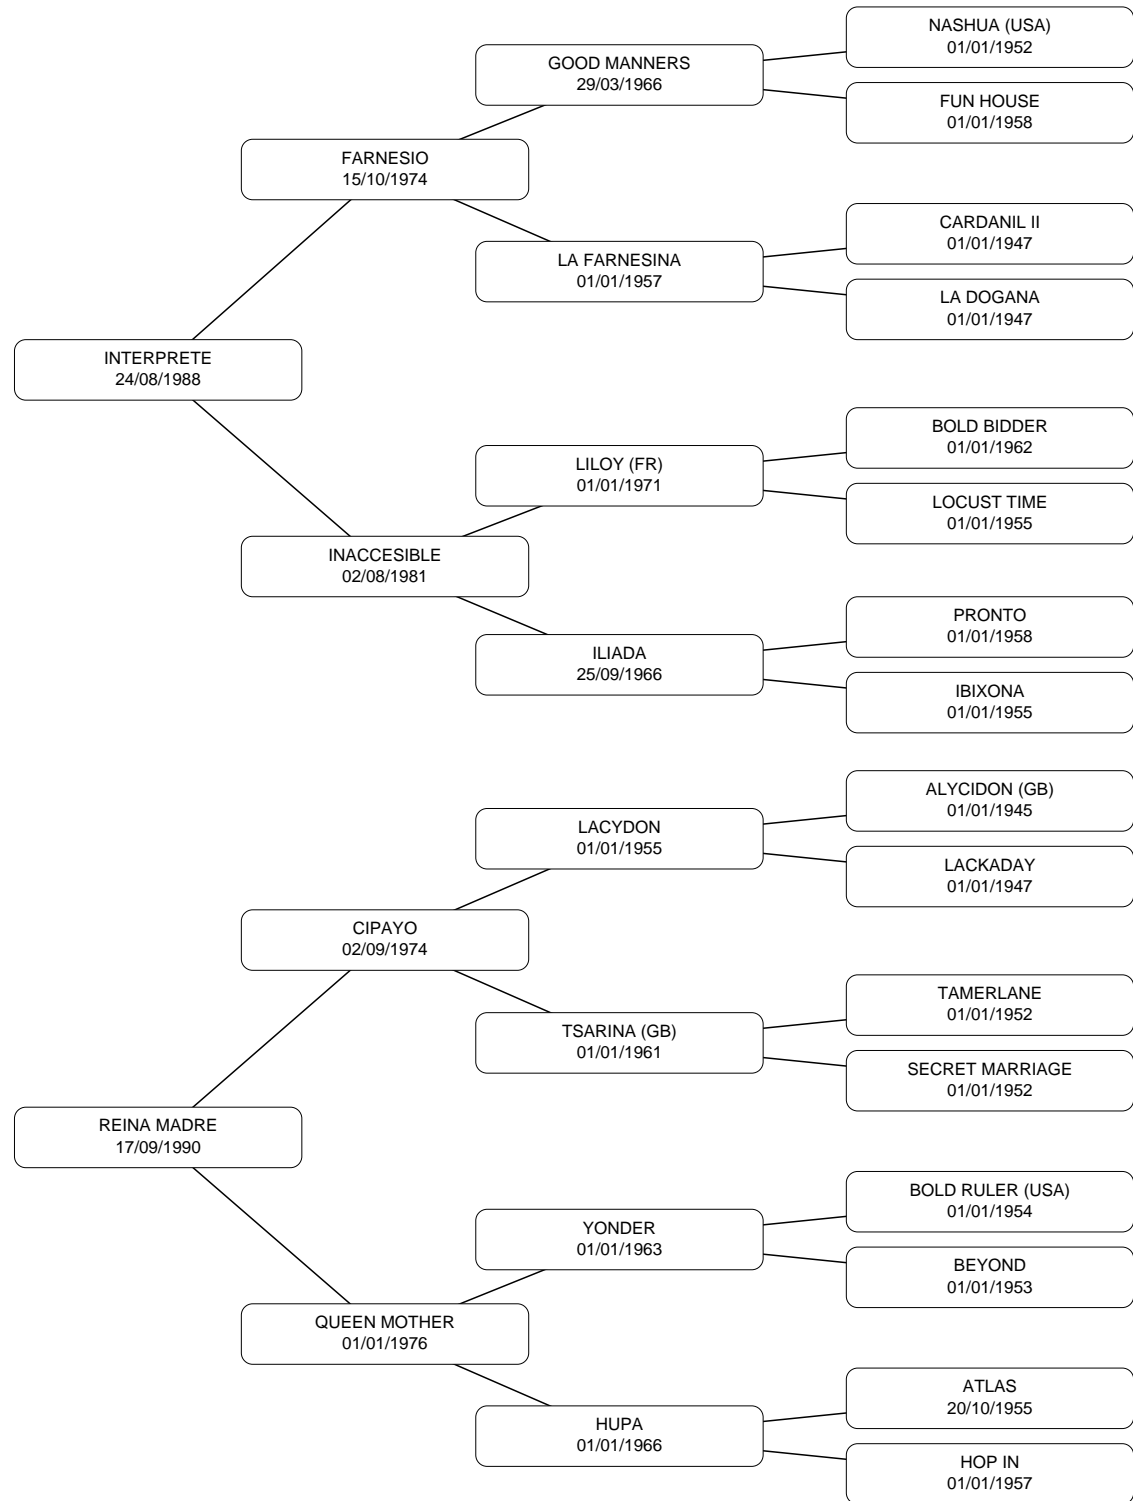 NASHUA (USA)
01/01/1952
GOOD MANNERS
29/03/1966
FUN HOUSE
01/01/1958
FARNESIO
15/10/1974
CARDANIL II
01/01/1947
LA FARNESINA
01/01/1957
LA DOGANA
01/01/1947
INTERPRETE
24/08/1988
BOLD BIDDER
01/01/1962
LILOY (FR)
01/01/1971
LOCUST TIME
01/01/1955
INACCESIBLE
02/08/1981
PRONTO
01/01/1958
ILIADA
25/09/1966
IBIXONA
01/01/1955
ALYCIDON (GB)
01/01/1945
LACYDON
01/01/1955
LACKADAY
01/01/1947
CIPAYO
02/09/1974
TAMERLANE
01/01/1952
TSARINA (GB)
01/01/1961
SECRET MARRIAGE
01/01/1952
REINA MADRE
17/09/1990
BOLD RULER (USA)
01/01/1954
YONDER
01/01/1963
BEYOND
01/01/1953
QUEEN MOTHER
01/01/1976
ATLAS
20/10/1955
HUPA
01/01/1966
HOP IN
01/01/1957